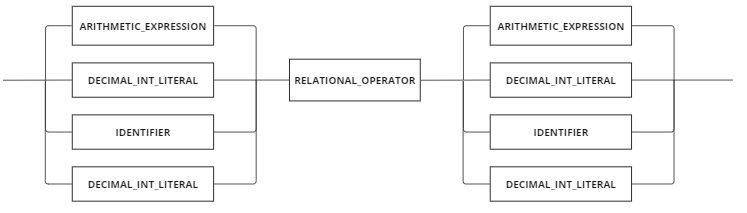 ARITHMETIC_EXPRESSION
DECIMAL_INT_LITERAL
IDENTIFIER
DECIMAL_INT_LITERAL
RELATIONAL_OPERATOR
ARITHMETIC_EXPRESSION
DECIMAL_INT_LITERAL
IDENTIFIER
DECIMAL_INT_LITERAL